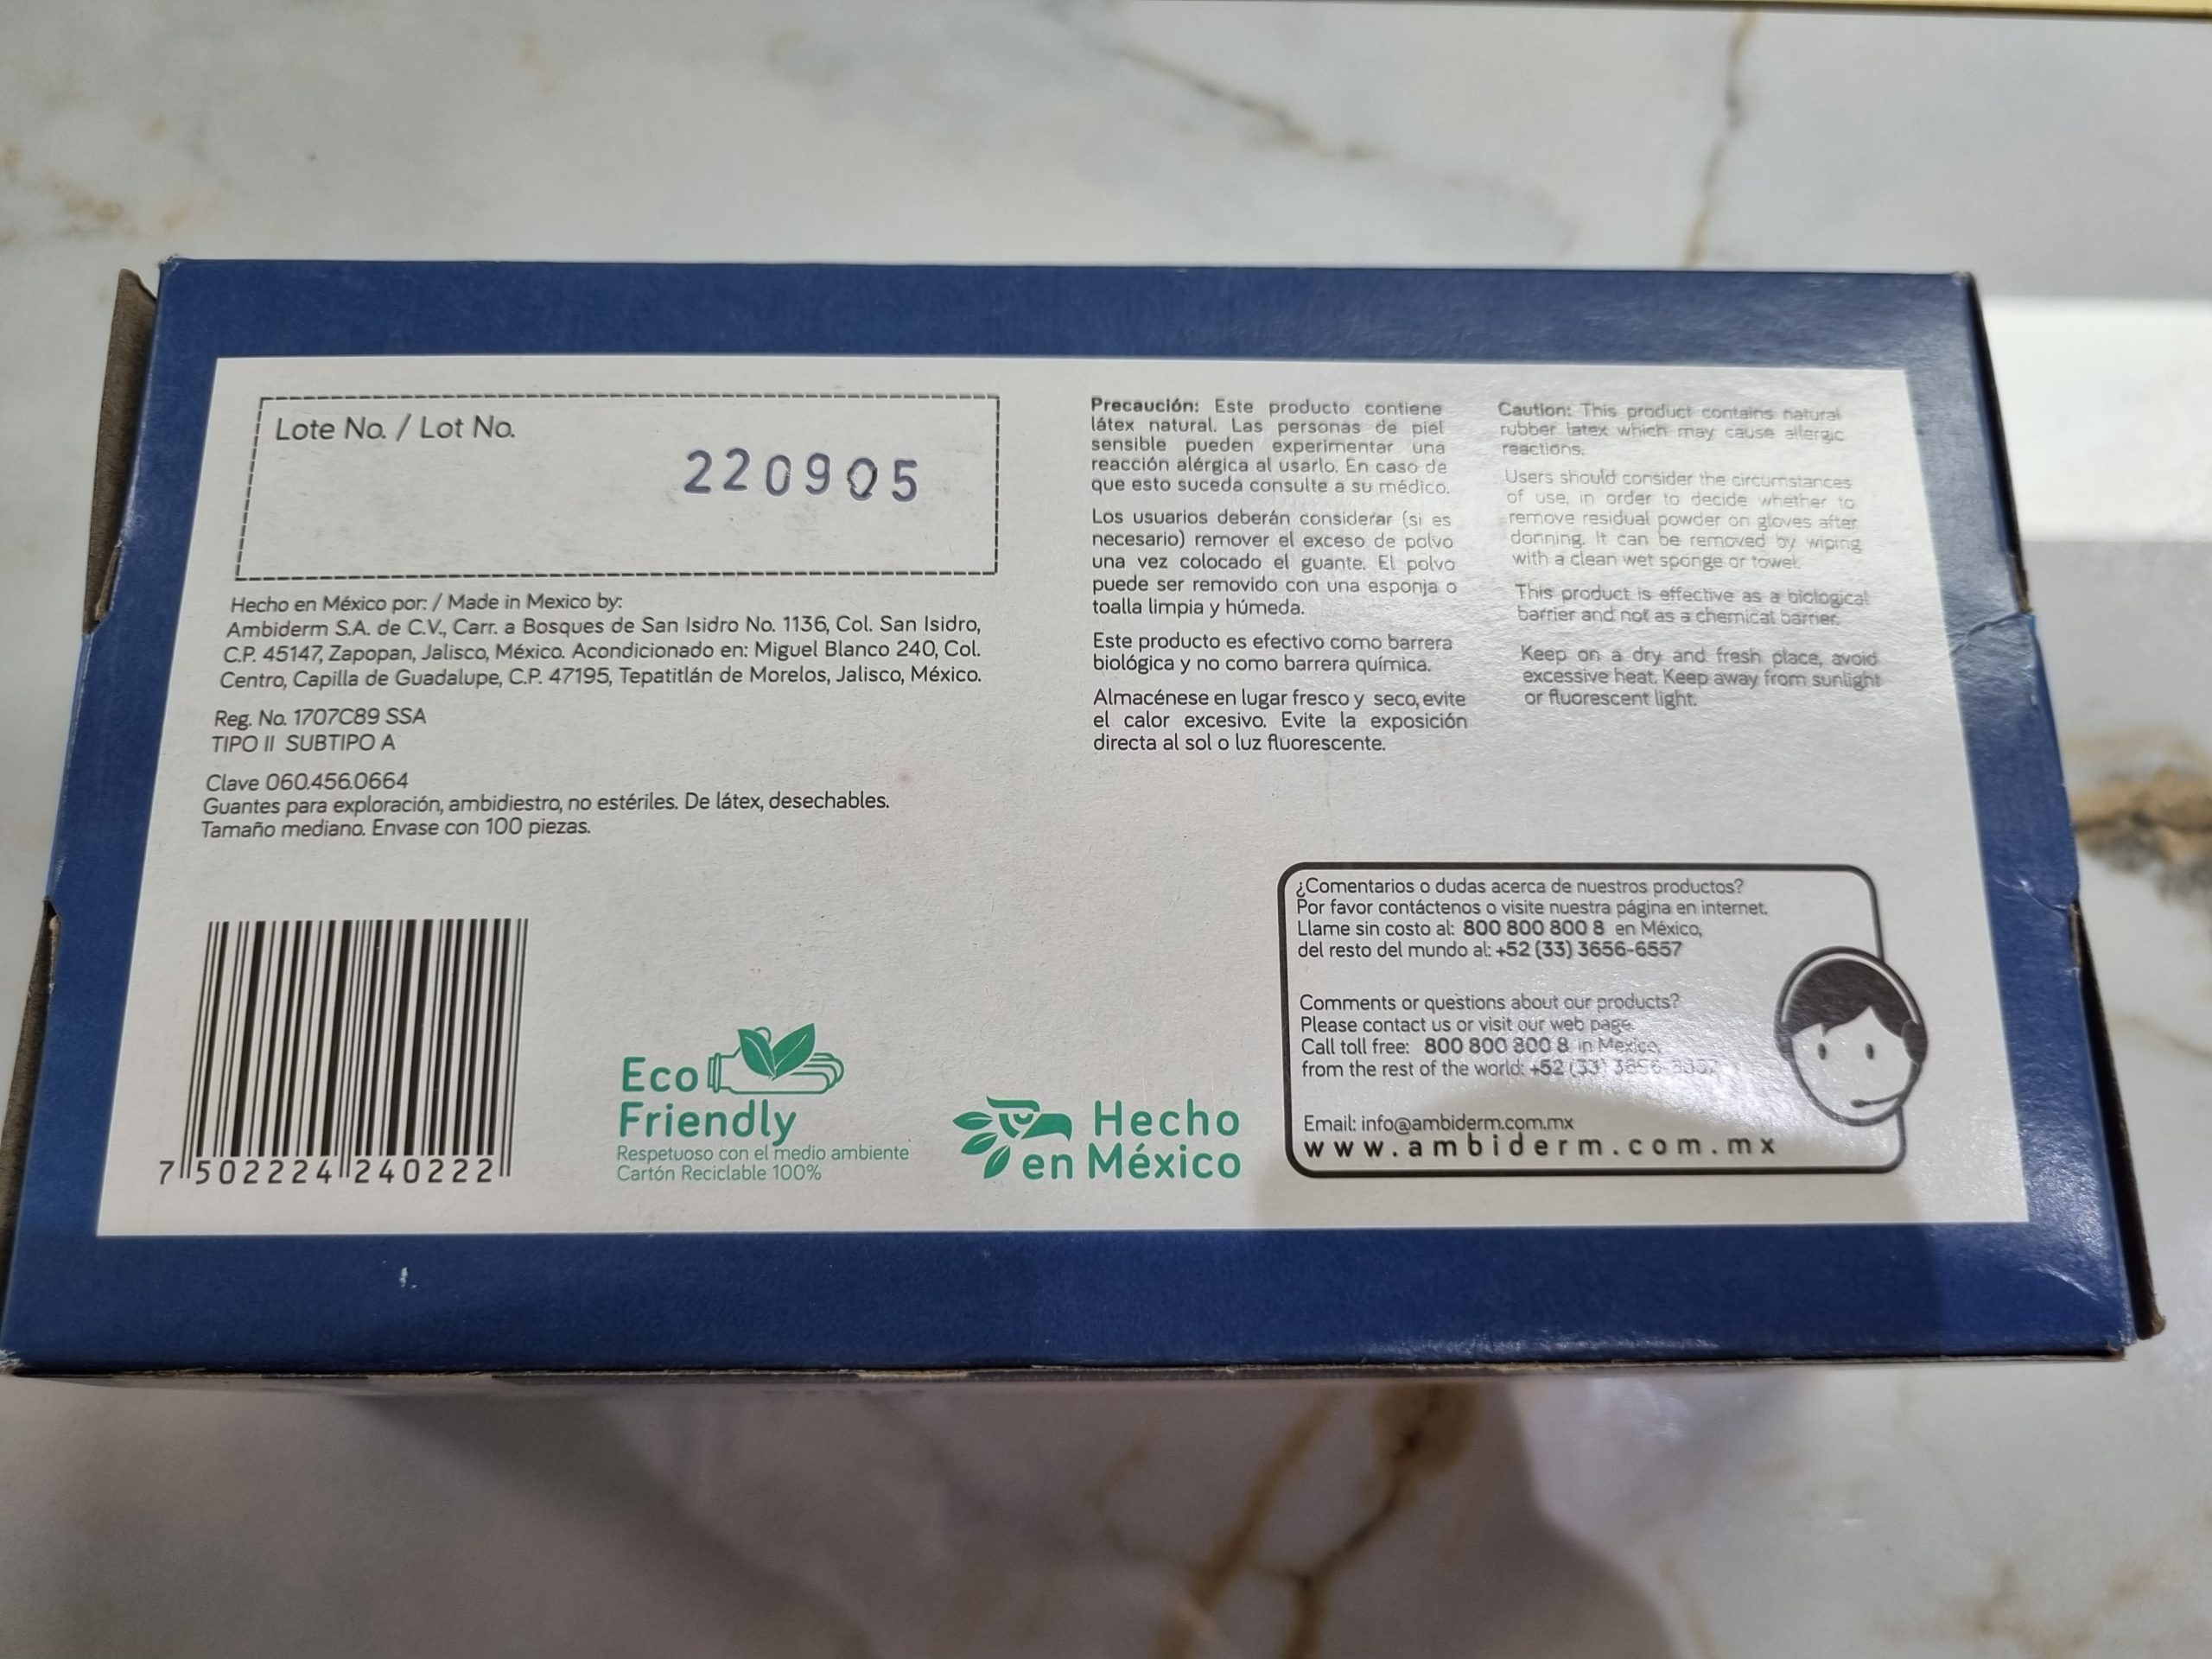 Lote No. / Lot No.
220905
Hecho en México por: / Made in Mexico by:
Ambiderm S.A. de C.V., Carr. a Bosques de San Isidro No. 1136, Col. San Isidro,
C.P. 45147, Zapopan, Jalisco, México. Acondicionado en: Miguel Blanco 240, Col.
Centro, Capilla de Guadalupe, C.P. 47195, Tepatitlán de Morelos, Jalisco, México.
Reg. No. 1707C89 SSA
TIPO II SUBTIPO A
Clave 060.456.0664
Guantes para exploración, ambidiestro, no estériles. De látex, desechables.
Tamaño mediano. Envase con 100 piezas.
7 502224 240222
Eco
Friendly
Respetuoso con el medio ambiente
Cartón Reciclable 100%
Hecho
en México
Precaución: Este producto contiene
látex natural. Las personas de piel
sensible pueden experimentar una
reacción alérgica al usarlo. En caso de
que esto suceda consulte a su médico.
Los usuarios deberán considerar (si es
necesario) remover el exceso de polvo
una vez colocado el guante. El polvo
puede ser removido con una esponja o
toalla limpia y húmeda.
Este producto es efectivo como barrera
biológica y no como barrera química.
Almacénese en lugar fresco y seco, evite
el calor excesivo. Evite la exposición
directa al sol o luz fluorescente.
Caution: This product contains natural
rubber latex which may cause allergic
reactions.
Users should consider the circumstances
of use, in order to decide whether to
remove residual powder on gloves after
donning. It can be removed by wiping
with a clean wet sponge or towel.
This product is effective as a biological
barrier and not as a chemical barrier.
Keep on a dry and fresh place, avoid
excessive heat. Keep away from sunlight
or fluorescent light.
¿Comentarios o dudas acerca de nuestros productos?
Por favor contáctenos o visite nuestra página en internet.
Llame sin costo al: 800 800 800 8 en México,
del resto del mundo al: +52 (33) 3656-6557
Comments or questions about our products?
Please contact us or visit our web page.
Call toll free: 800 800 800 8 in Mexico,
from the rest of the world: +52 (33)
Email: info@ambiderm.com.mx
www.ambiderm.com.mx